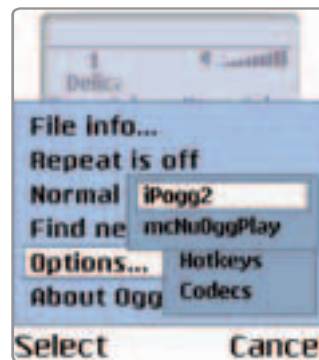 1
File info...
Repeat is off
Normal
iPogg2
Find ne
mcNuOggPlay
Options...
Hotkeys
About Ogg
Codecs
Select
Cance